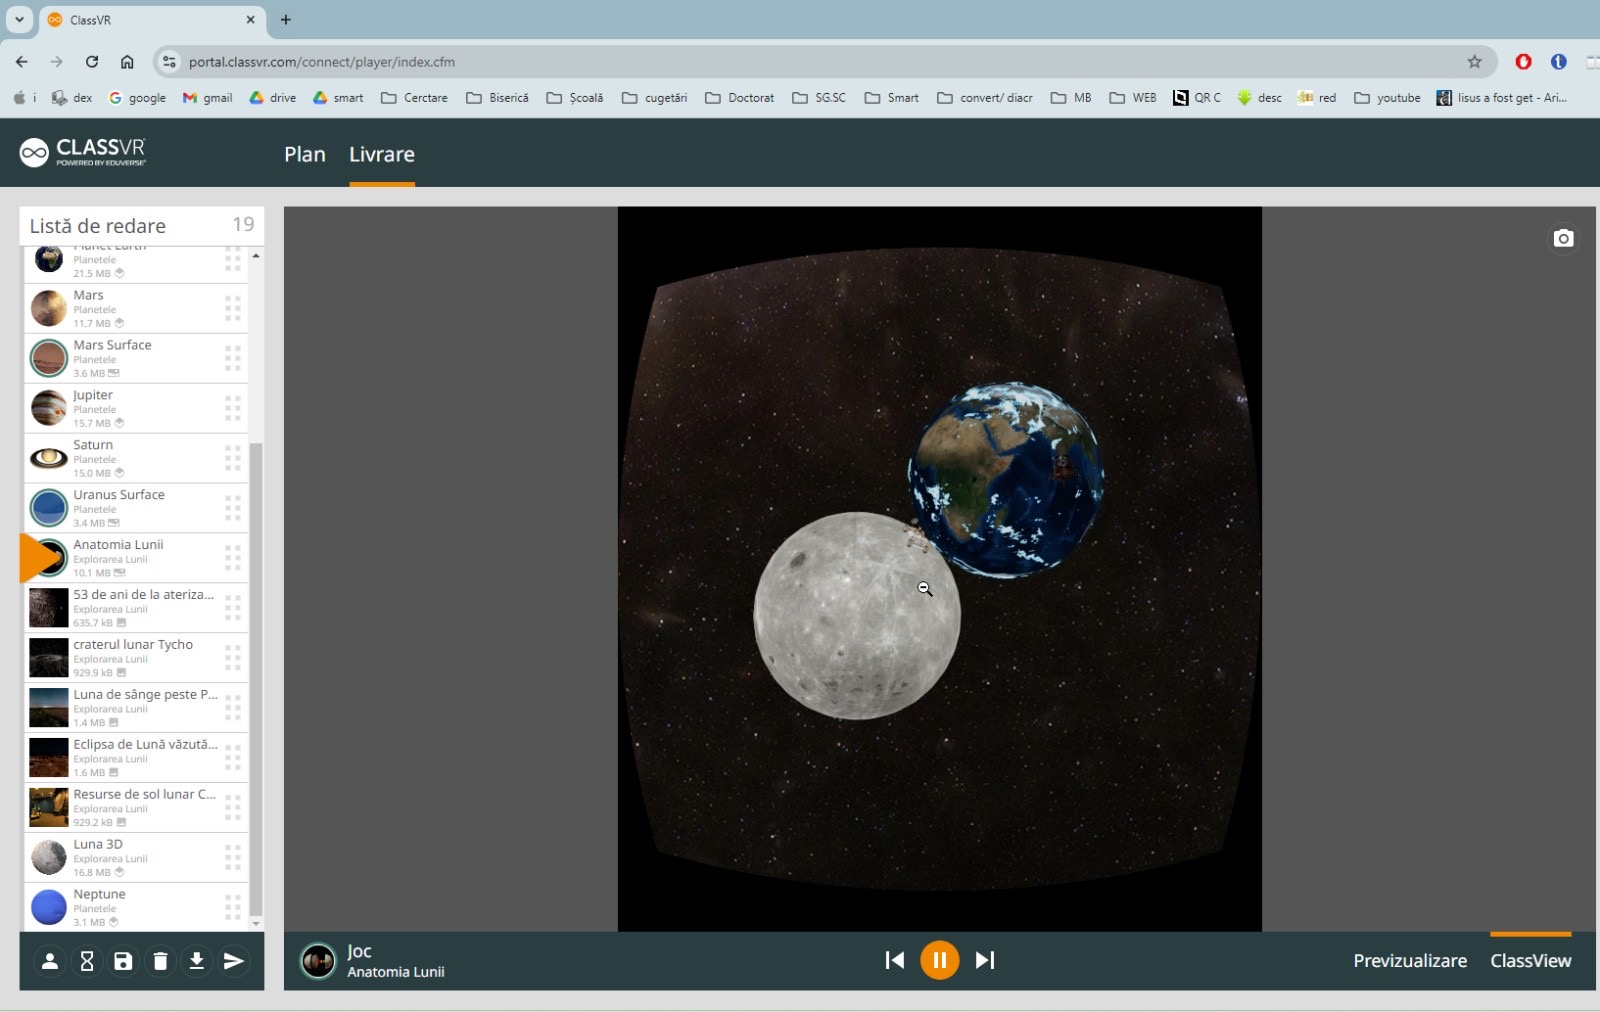 ClassVR
portal.classvr.com/connect/player/index.cfm
i dex google gmail drive smart Cerctare Biserică Școală cugetări Doctorat SG.SC Smart convert/ diacr MB WEB QR C desc red youtube Iisus a fost get - Ari...
CLASSVR
POWERED BY EDUVERSE
Plan Livrare
Listă de redare 19
Planet Earth
Planetele
21.5 MB
Mars
Planetele
11.7 MB
Mars Surface
Planetele
3.6 MB
Jupiter
Planetele
15.7 MB
Saturn
Planetele
15.0 MB
Uranus Surface
Planetele
3.4 MB
Anatomia Lunii
Explorarea Lunii
10.1 MB
53 de ani de la ateriza...
Explorarea Lunii
635.7 kB
craterul lunar Tycho
Explorarea Lunii
929.9 kB
Luna de sânge peste P...
Explorarea Lunii
1.4 MB
Eclipsa de Lună văzută...
Explorarea Lunii
1.6 MB
Resurse de sol lunar C...
Explorarea Lunii
929.2 kB
Luna 3D
Explorarea Lunii
16.8 MB
Neptune
Planetele
3.1 MB
Joc
Anatomia Lunii
Previzualizare ClassView